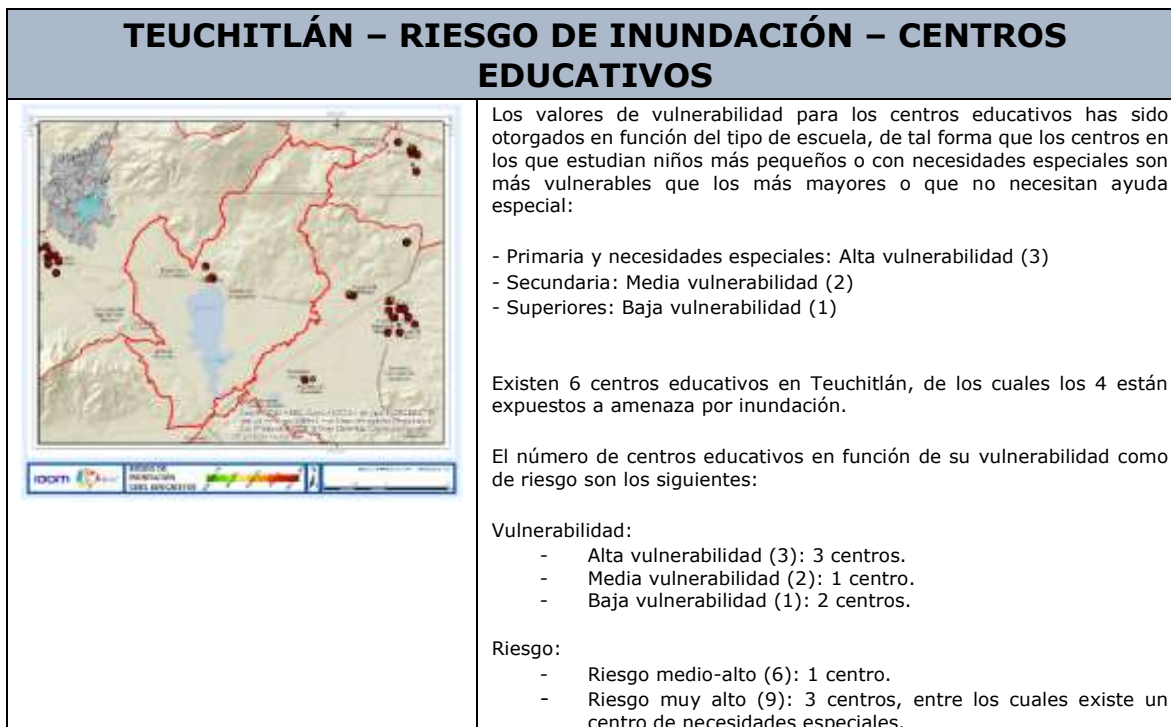 TEUCHITLÁN – RIESGO DE INUNDACIÓN – CENTROS
EDUCATIVOS
Los valores de vulnerabilidad para los centros educativos has sido
otorgados en función del tipo de escuela, de tal forma que los centros en
los que estudian niños más pequeños o con necesidades especiales son
más vulnerables que los más mayores o que no necesitan ayuda
especial:
- Primaria y necesidades especiales: Alta vulnerabilidad (3)
- Secundaria: Media vulnerabilidad (2)
- Superiores: Baja vulnerabilidad (1)
Existen 6 centros educativos en Teuchitlán, de los cuales los 4 están
expuestos a amenaza por inundación.
El número de centros educativos en función de su vulnerabilidad como
de riesgo son los siguientes:
Vulnerabilidad:
- Alta vulnerabilidad (3): 3 centros.
- Media vulnerabilidad (2): 1 centro.
- Baja vulnerabilidad (1): 2 centros.
Riesgo:
- Riesgo medio-alto (6): 1 centro.
- Riesgo muy alto (9): 3 centros, entre los cuales existe un
centro de necesidades especiales.
RIESGO DE
INUNDACIÓN